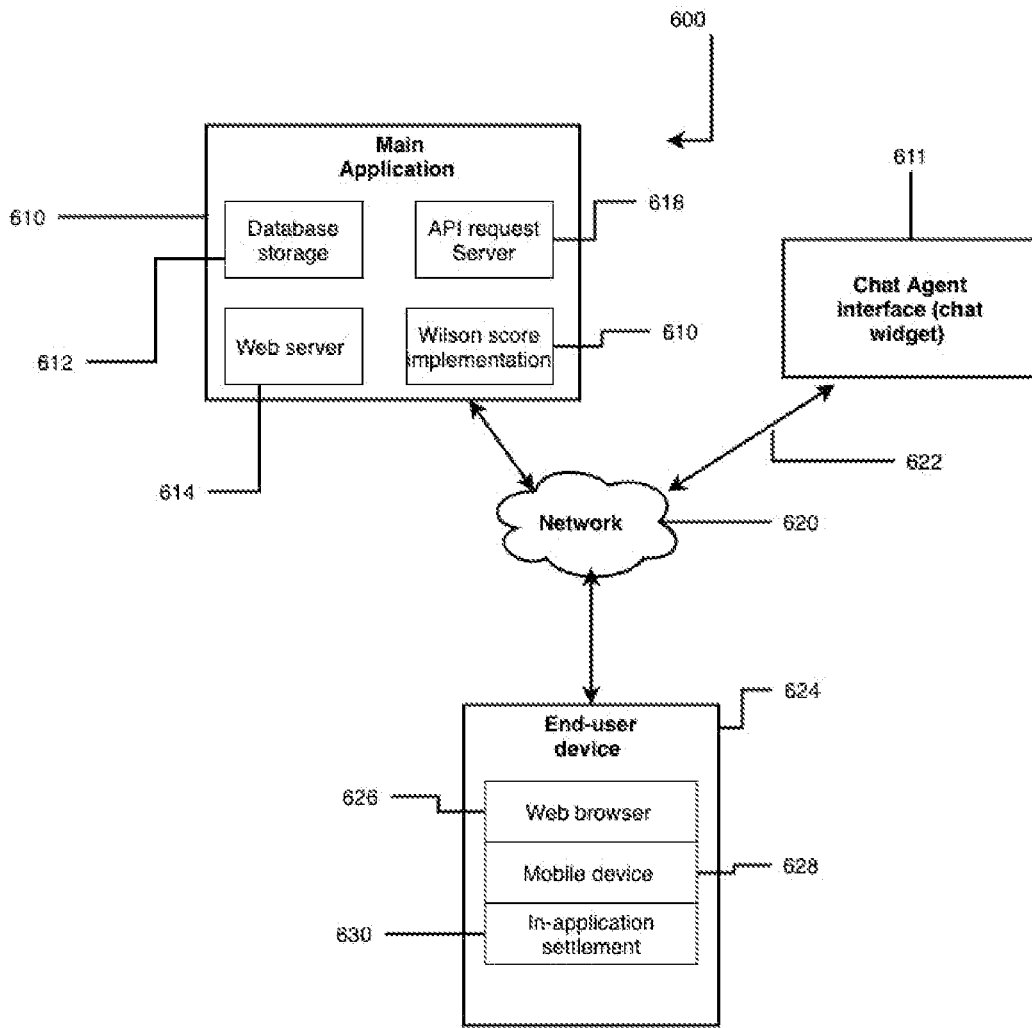 600
Main
Application
611
610
Database
storage
API request
Server
618
Chat Agent
interface (chat
widget)
612
Web server
Wilson score
implementation
610
622
614
Network
620
624
End-user
device
626
Web browser
Mobile device
628
630
In-application
settlement